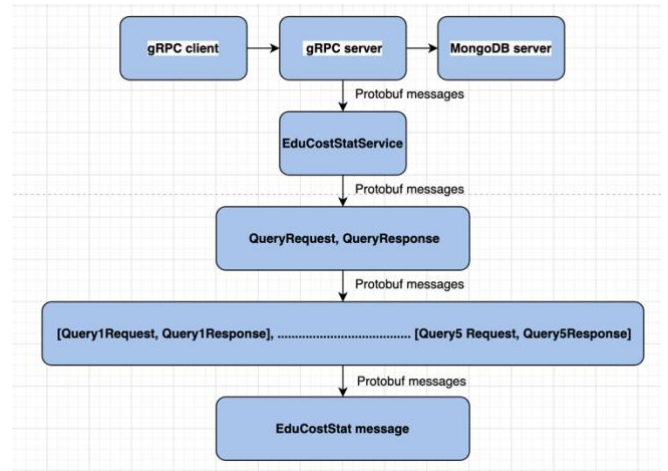 gRPC client
gRPC server
MongoDB server
Protobuf messages
EduCostStatService
Protobuf messages
QueryRequest, QueryResponse
Protobuf messages
[Query1Request, Query1Response], ........................................ [Query5 Request, Query5Response]
Protobuf messages
EduCostStat message